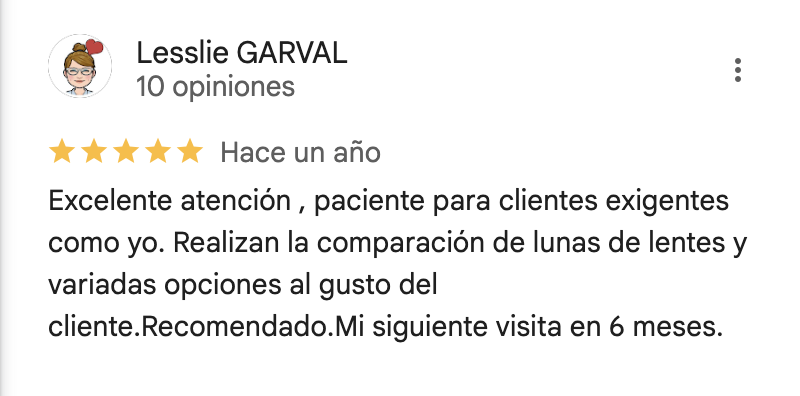 Lesslie GARVAL
10 opiniones
Hace un año
Excelente atención , paciente para clientes exigentes
como yo. Realizan la comparación de lunas de lentes y
variadas opciones al gusto del
cliente.Recomendado.Mi siguiente visita en 6 meses.